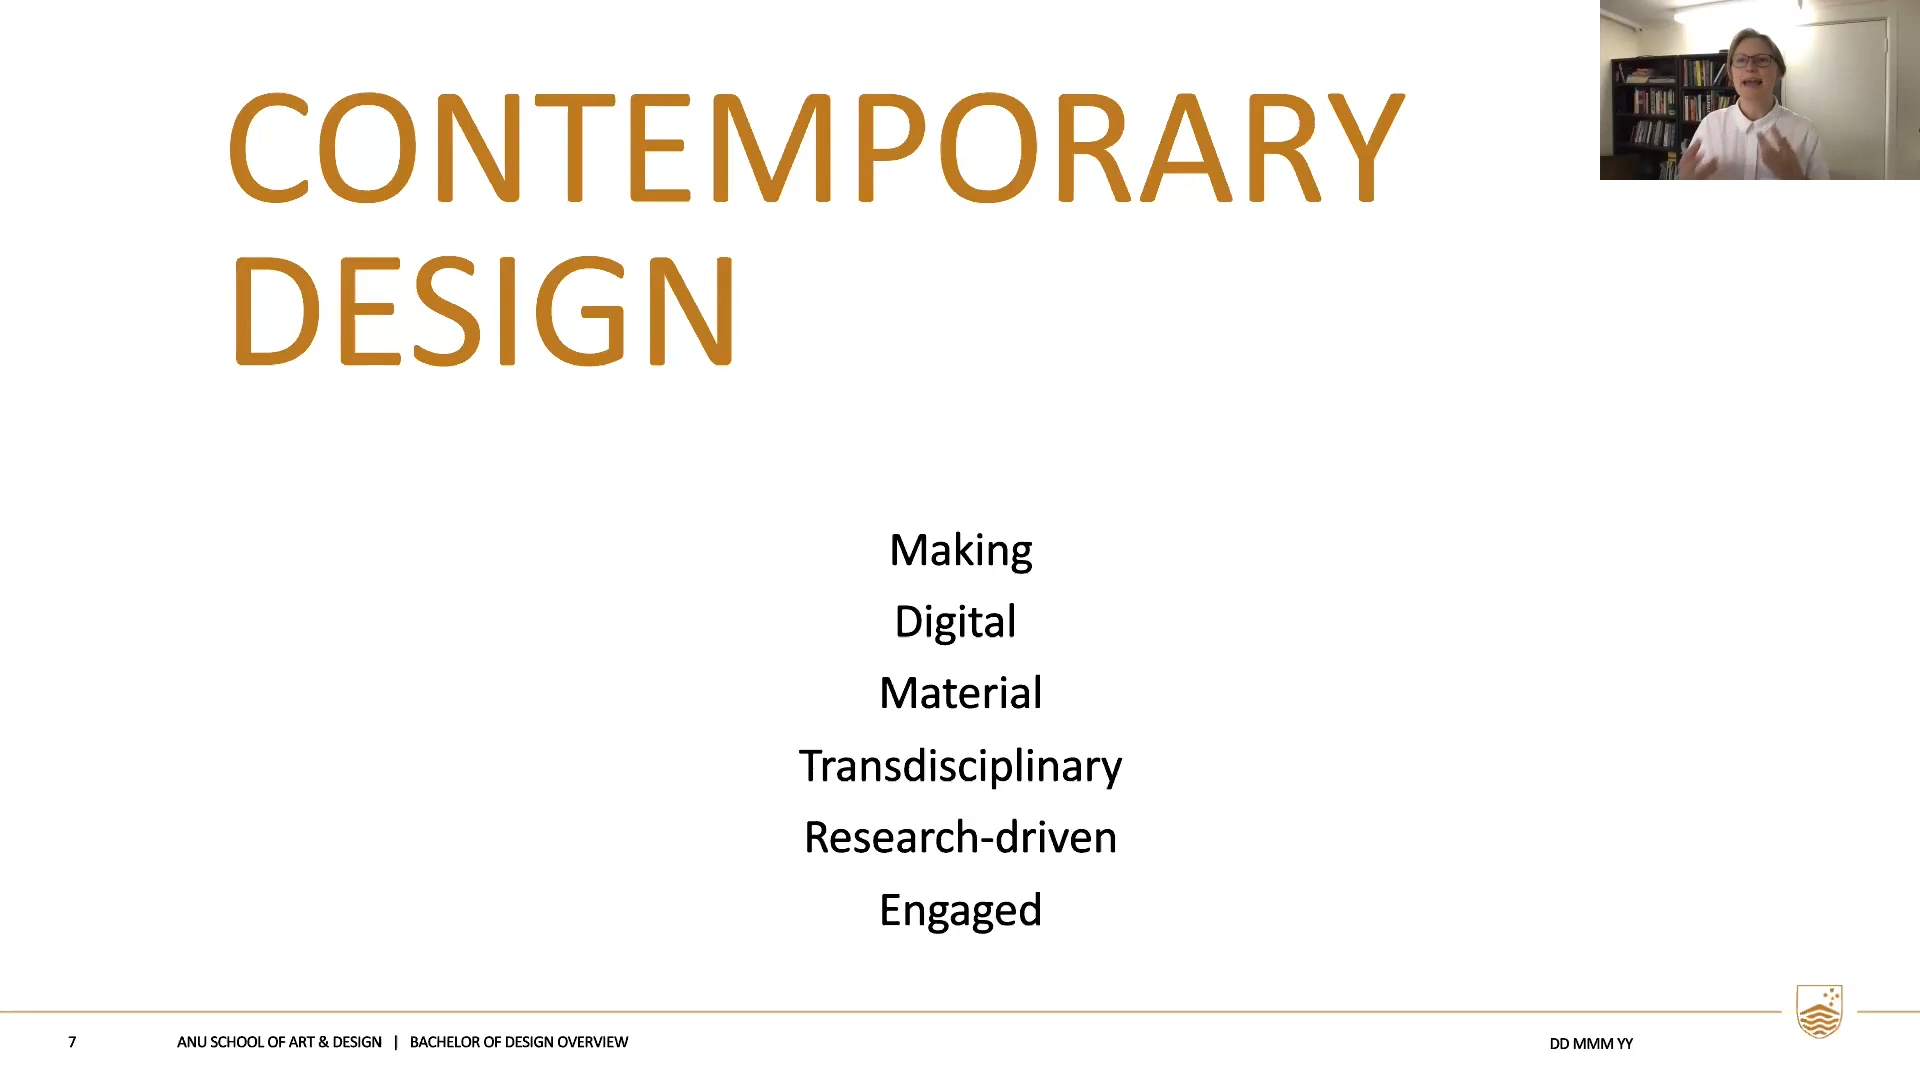 CONTEMPORARY
DESIGN
Making
Digital
Material
Transdisciplinary
Research-driven
Engaged
7 ANU SCHOOL OF ART & DESIGN | BACHELOR OF DESIGN OVERVIEW DD MMM YY